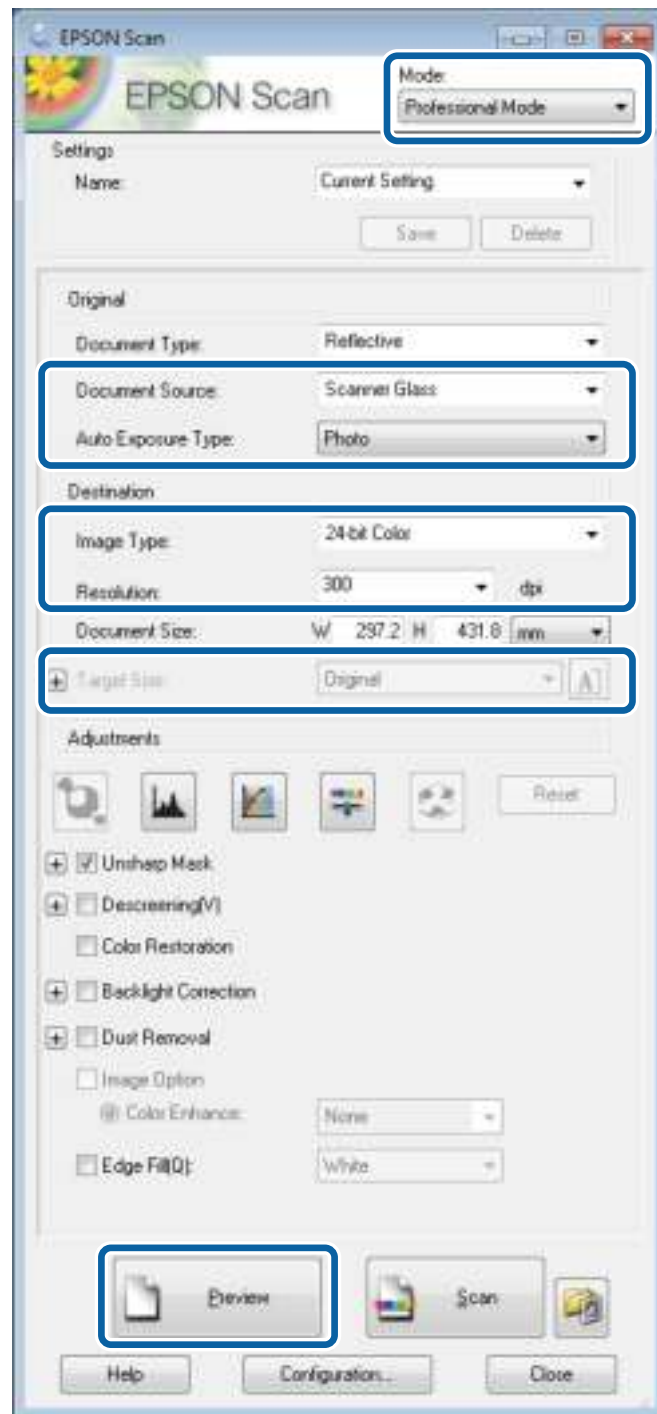 EPSON Scan
EPSON Scan
Mode:
Professional Mode
Settings
Name:
Current Setting
Save
Delete
Original
Document Type:
Reflective
Document Source:
Scanner Glass
Auto Exposure Type:
Photo
Destination
Image Type:
24-bit Color
Resolution:
300
dpi
Document Size:
W 297.2 H 431.8 mm
Target Size:
Original
A
Adjustments
Reset
Unsharp Mask
Descreening(V)
Color Restoration
Backlight Correction
Dust Removal
Image Option
Color Enhance:
None
Edge Fill(Q):
White
Preview
Scan
Help
Configuration...
Close